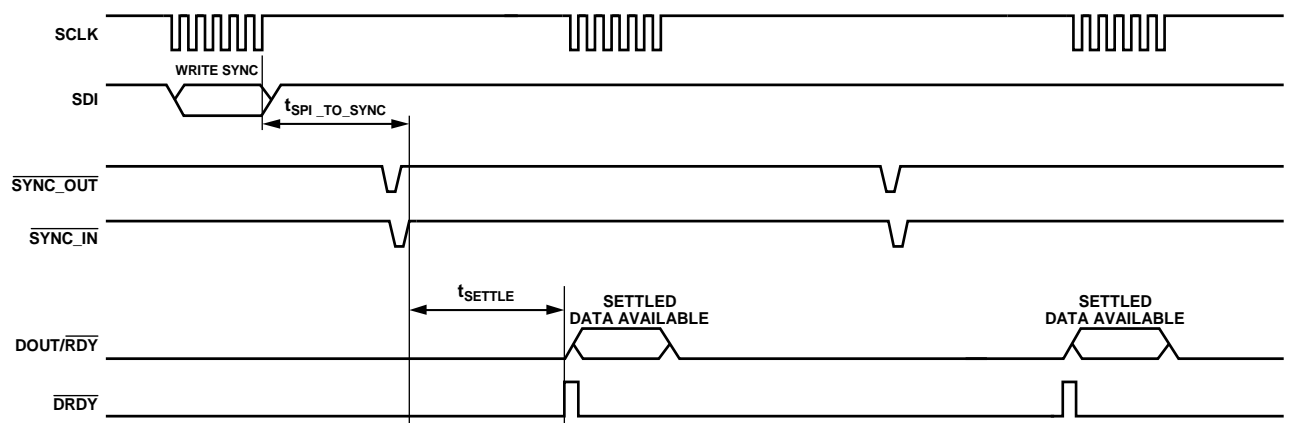 SCLK
WRITE SYNC
SDI
tSPI_TO_SYNC
SYNC_OUT
SYNC_IN
tSETTLE
SETTLED
DATA AVAILABLE
SETTLED
DATA AVAILABLE
DOUT/RDY
DRDY